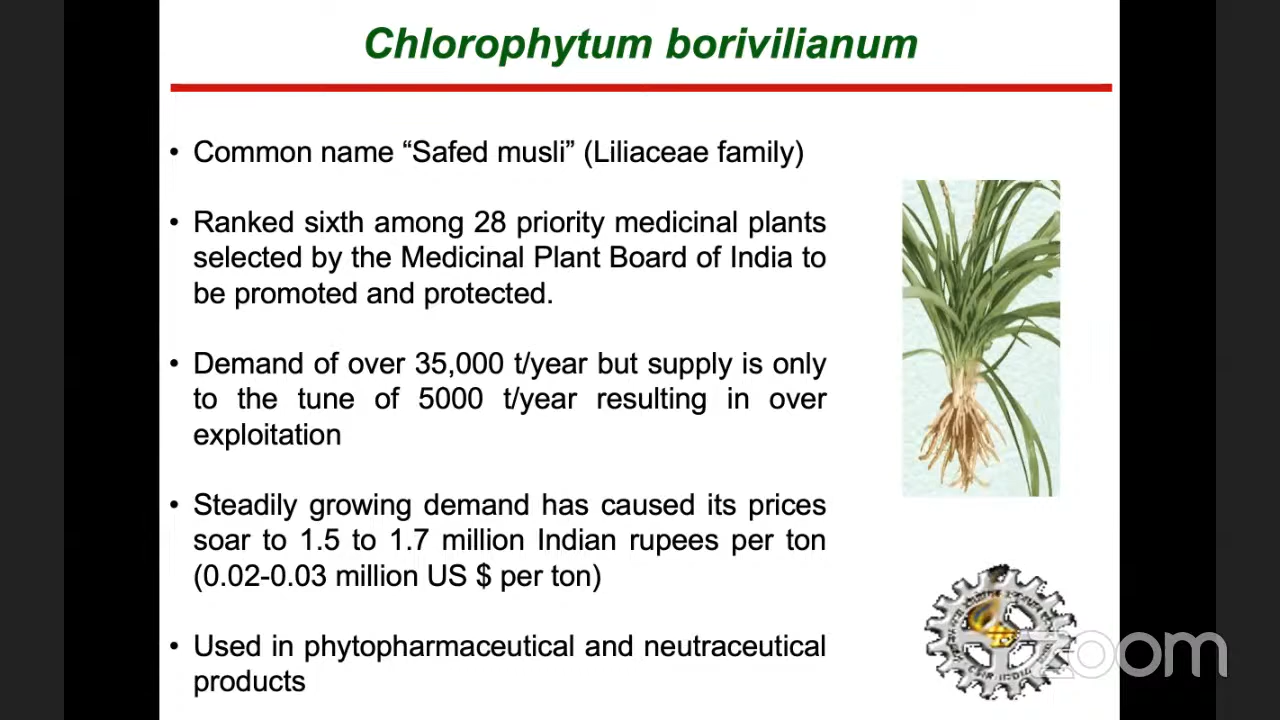 Chlorophytum borivilianum
• Common name “Safed musli” (Liliaceae family)
• Ranked sixth among 28 priority medicinal plants
selected by the Medicinal Plant Board of India to
be promoted and protected.
• Demand of over 35,000 t/year but supply is only
to the tune of 5000 t/year resulting in over
exploitation
• Steadily growing demand has caused its prices
soar to 1.5 to 1.7 million Indian rupees per ton
(0.02-0.03 million US $ per ton)
• Used in phytopharmaceutical and neutraceutical
products
zoom